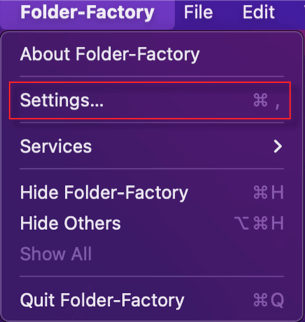 Folder-Factory File Edit
About Folder-Factory
Settings... ⌘ ,
Services
Hide Folder-Factory ⌘H
Hide Others ⌥⌘H
Show All
Quit Folder-Factory ⌘Q